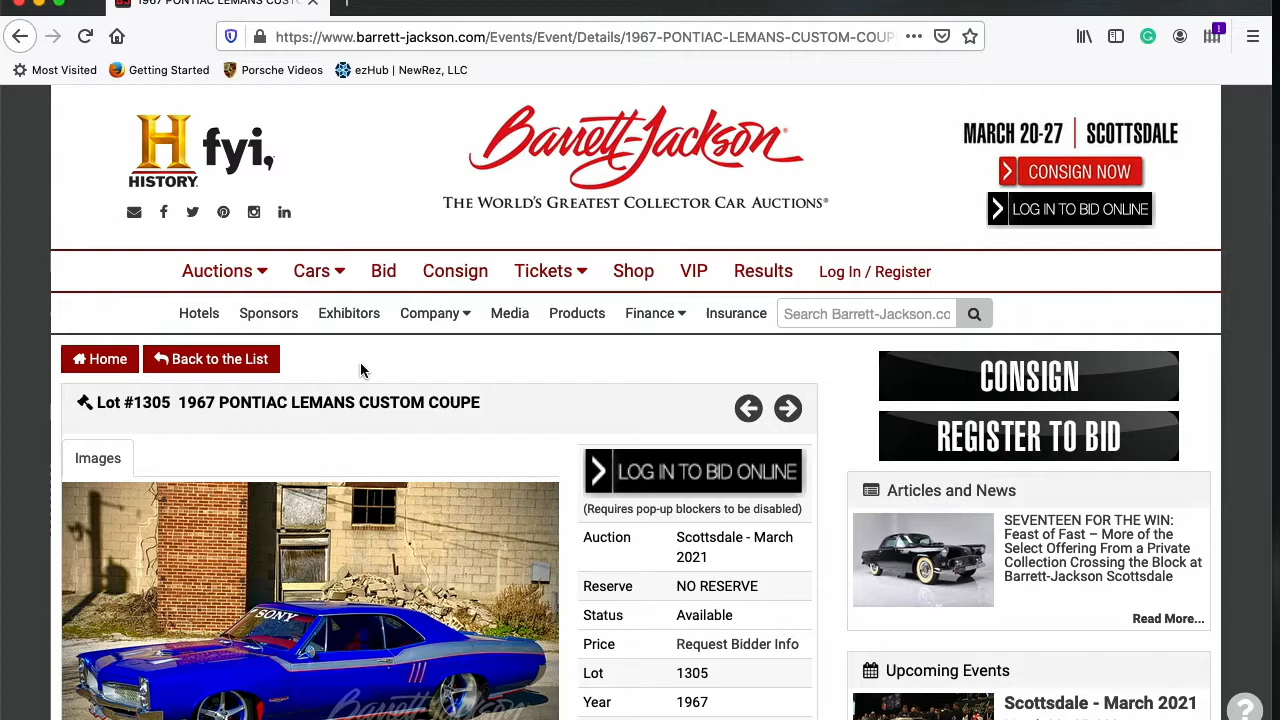 1967 PONTIAC LEMANS CUSTO
https://www.barrett-jackson.com/Events/Event/Details/1967-PONTIAC-LEMANS-CUSTOM-COUP
Most Visited
Getting Started
Porsche Videos
ezHub | NewRez, LLC
H
HISTORY.
fyi,
Barrett-Jackson
THE WORLD'S GREATEST COLLECTOR CAR AUCTIONS®
MARCH 20-27 | SCOTTSDALE
CONSIGN NOW
LOG IN TO BID ONLINE
Auctions
Cars
Bid
Consign
Tickets
Shop
VIP
Results
Log In / Register
Hotels
Sponsors
Exhibitors
Company
Media
Products
Finance
Insurance
Search Barrett-Jackson.co
Home
Back to the List
Lot #1305 1967 PONTIAC LEMANS CUSTOM COUPE
Images
SONY
Barrett-Jackson
LOG IN TO BID ONLINE
(Requires pop-up blockers to be disabled)
Auction Scottsdale - March
2021
Reserve NO RESERVE
Status Available
Price Request Bidder Info
Lot 1305
Year 1967
CONSIGN
REGISTER TO BID
Articles and News
SEVENTEEN FOR THE WIN:
Feast of Fast – More of the
Select Offering From a Private
Collection Crossing the Block at
Barrett-Jackson Scottsdale
Read More...
Upcoming Events
Scottsdale - March 2021